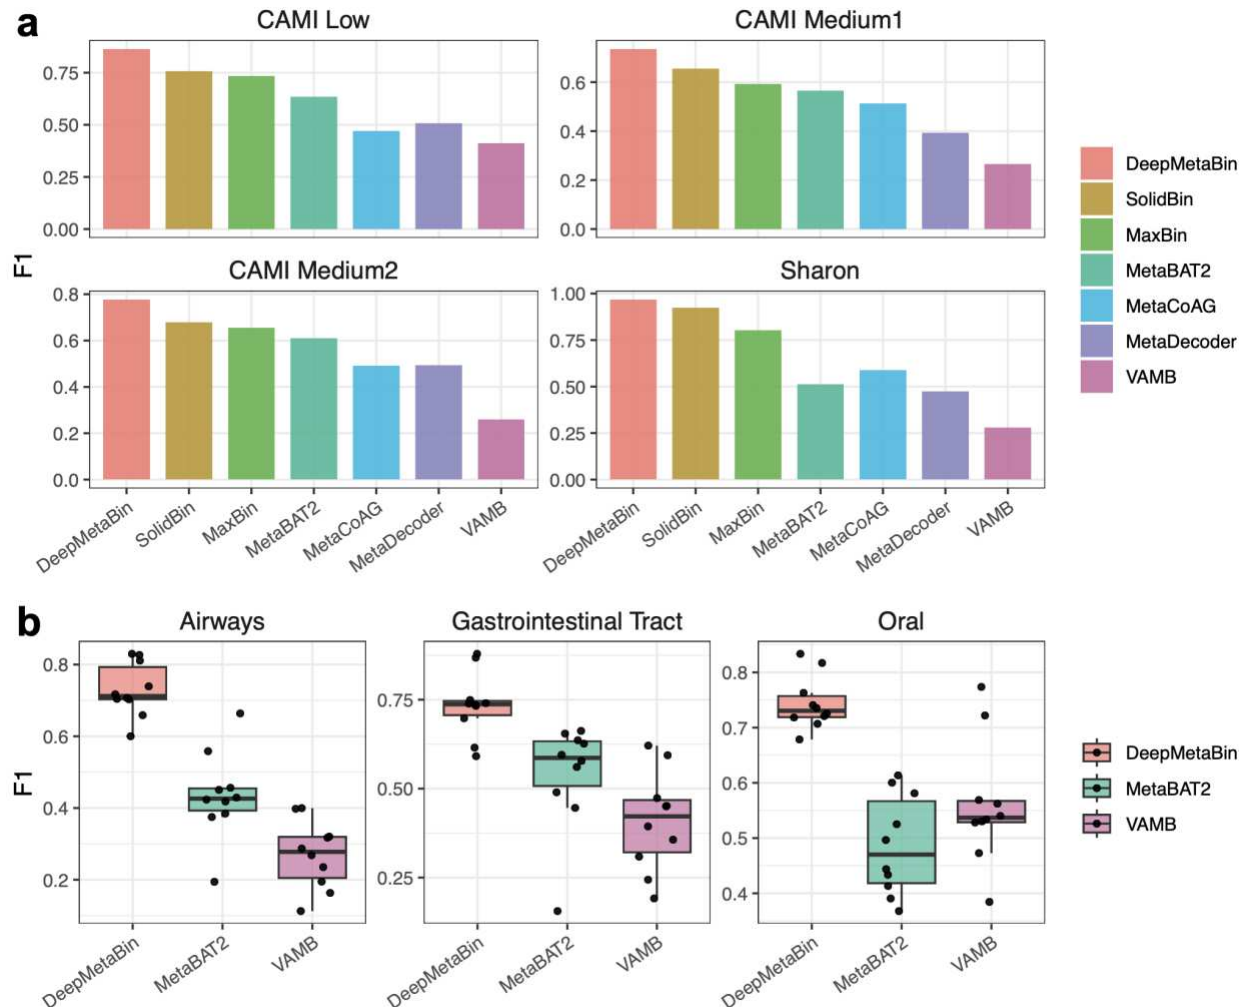 a
CAMI Low
CAMI Medium1
0.75
0.50
0.25
0.00
0.6
0.4
0.2
0.0
F1
CAMI Medium2
Sharon
0.8
0.6
0.4
0.2
0.0
1.00
0.75
0.50
0.25
0.00
DeepMetaBin
SolidBin
MaxBin
MetaBAT2
MetaCoAG
MetaDecoder
VAMB
DeepMetaBin
SolidBin
MaxBin
MetaBAT2
MetaCoAG
MetaDecoder
VAMB
DeepMetaBin
SolidBin
MaxBin
MetaBAT2
MetaCoAG
MetaDecoder
VAMB
b
Airways
Gastrointestinal Tract
Oral
F1
0.8
0.6
0.4
0.2
0.75
0.50
0.25
0.8
0.7
0.6
0.5
0.4
DeepMetaBin
MetaBAT2
VAMB
DeepMetaBin
MetaBAT2
VAMB
DeepMetaBin
MetaBAT2
VAMB
DeepMetaBin
MetaBAT2
VAMB